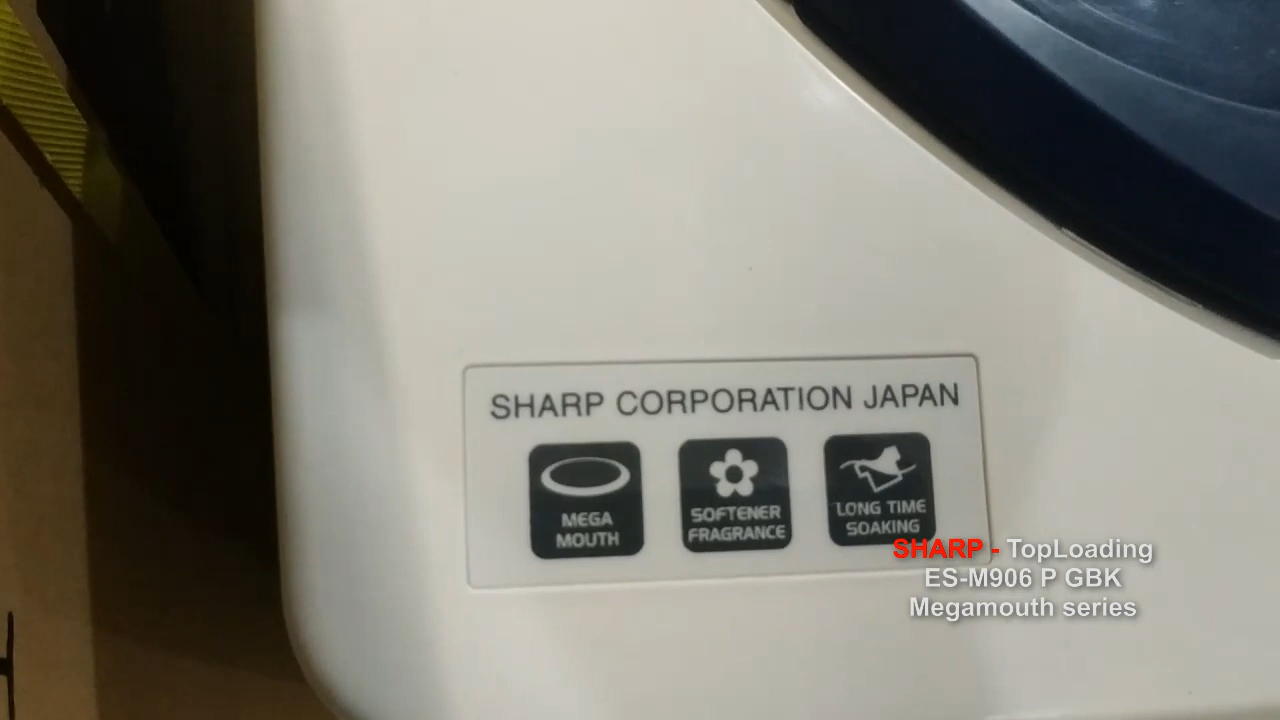 SHARP CORPORATION JAPAN
MEGA
MOUTH
SOFTENER
FRAGRANCE
LONG TIME
SOAKING
SHARP - TopLoading
ES-M906 P GBK
Megamouth series